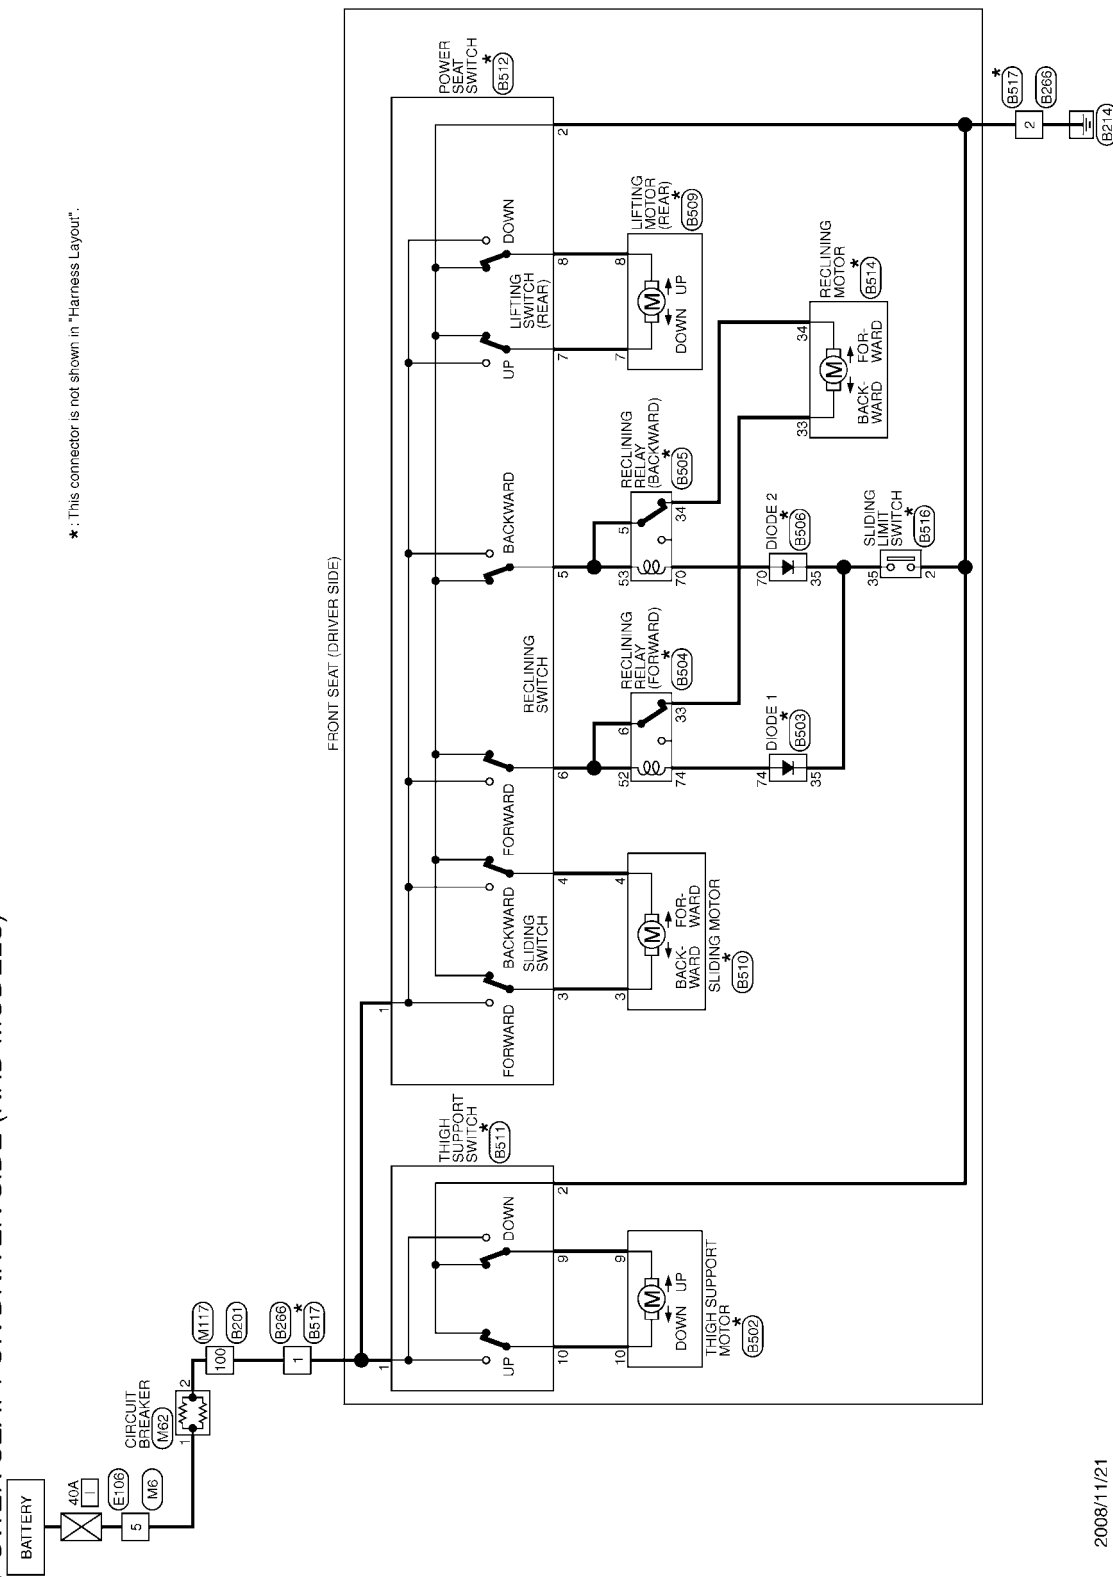 BATTERY
40A
I
E106
5
M6
CIRCUIT
BREAKER
M62
1
2
M117
100
B201
B266
1
*
B517
* : This connector is not shown in "Harness Layout".
FRONT SEAT (DRIVER SIDE)
1
THIGH
SUPPORT
SWITCH
*
B511
UP
DOWN
10
9
2
10
9
DOWN
UP
THIGH SUPPORT
MOTOR
*
B502
1
POWER
SEAT
SWITCH
*
B512
FORWARD
BACKWARD
SLIDING
SWITCH
FORWARD
RECLINING
SWITCH
BACKWARD
UP
LIFTING
SWITCH
(REAR)
DOWN
3
4
6
5
7
8
2
3
4
BACK-
WARD
FOR-
WARD
SLIDING MOTOR
*
B510
52
6
RECLINING
RELAY
(FORWARD)
*
B504
74
33
53
5
RECLINING
RELAY
(BACKWARD)
*
B505
70
34
7
8
DOWN
UP
LIFTING
MOTOR
(REAR)
*
B509
74
DIODE 1
*
B503
35
70
DIODE 2
*
B506
35
33
34
BACK-
WARD
FOR-
WARD
RECLINING
MOTOR
*
B514
35
SLIDING
LIMIT
SWITCH
*
B516
2
*
B517
2
B266
B214
2008/11/21